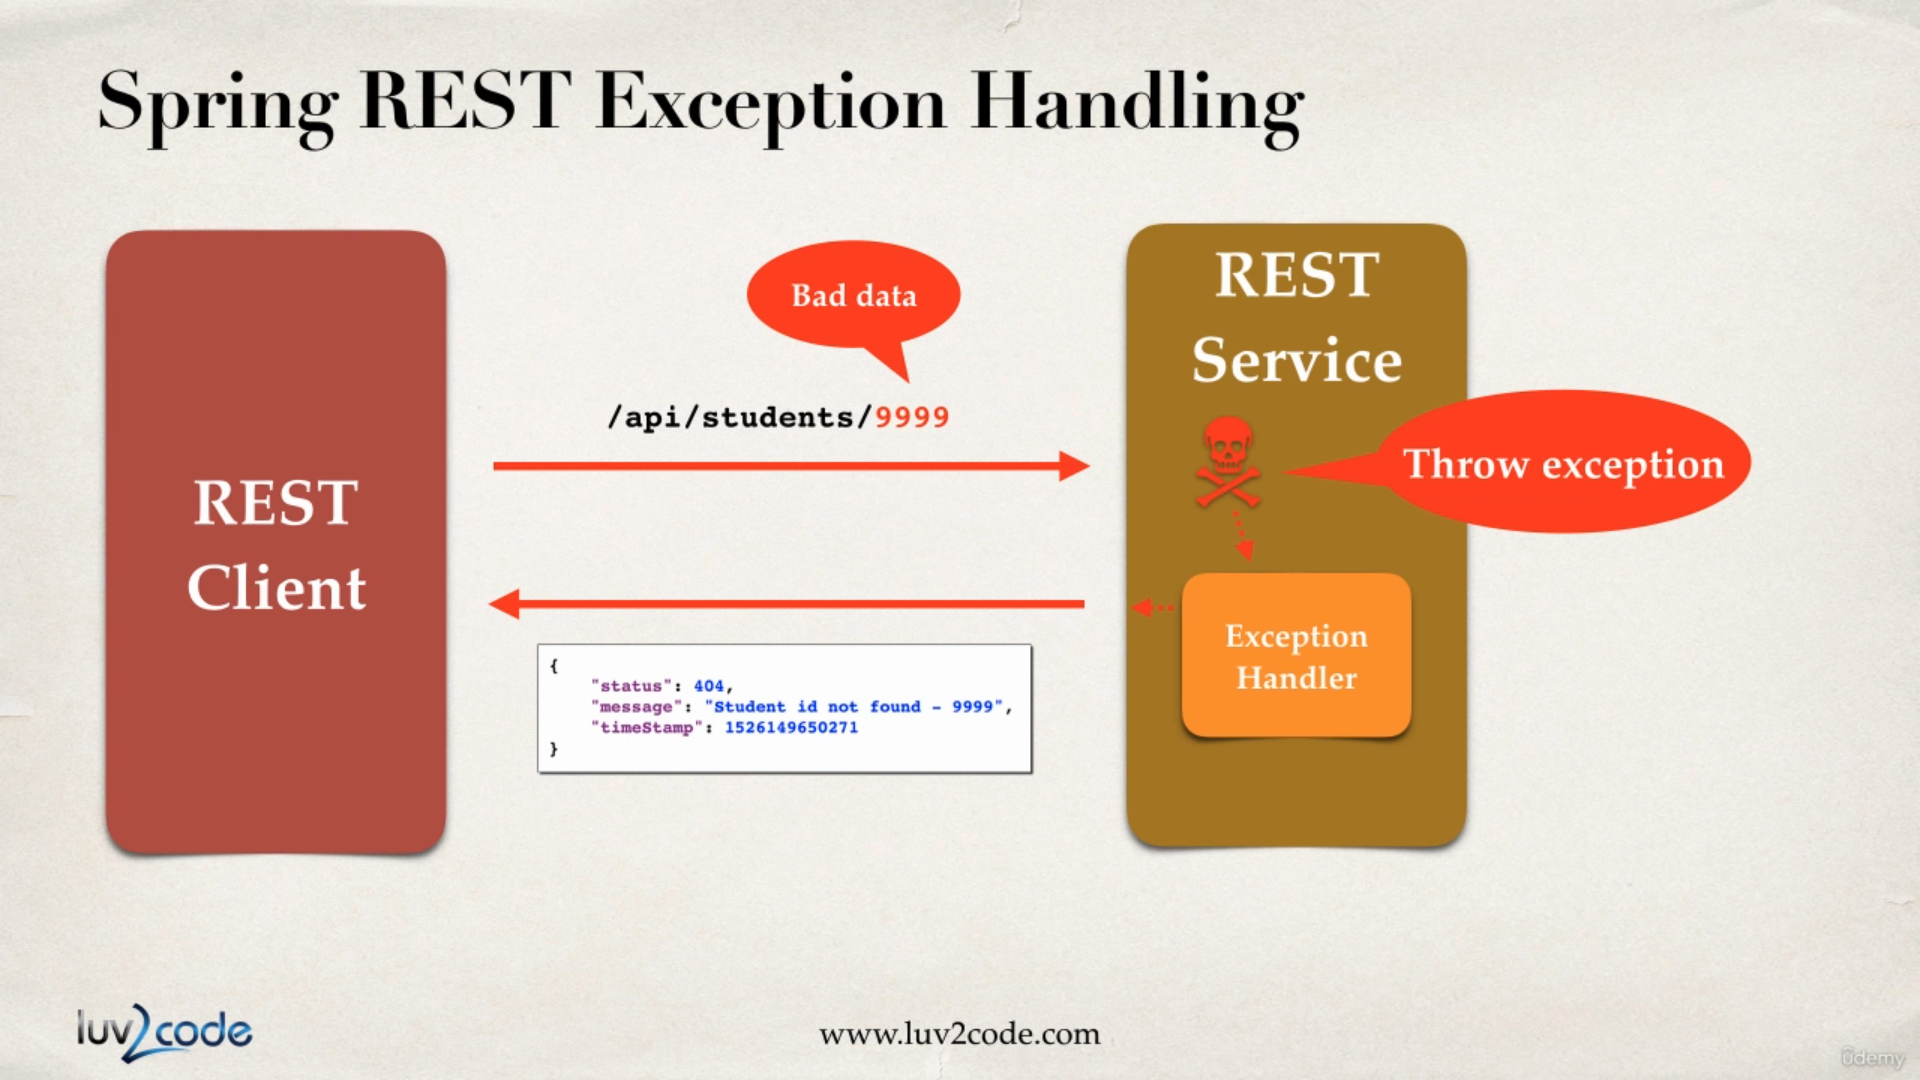 Spring REST Exception Handling
REST
Client
Bad data
/api/students/9999
{
"status": 404,
"message": "Student id not found - 9999",
"timeStamp": 1526149650271
}
REST
Service
Throw exception
Exception
Handler
luv2code
www.luv2code.com
ûdemy